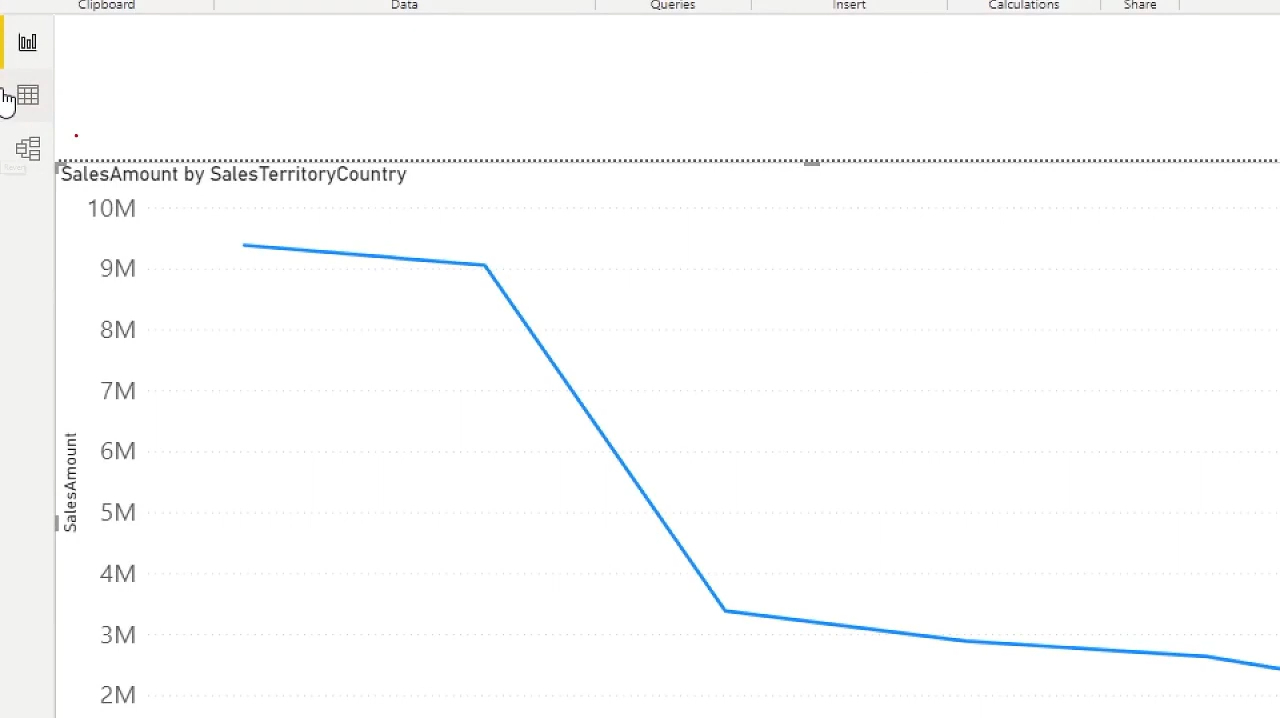 Clipboard Data Queries Insert Calculations Share
SalesAmount by SalesTerritoryCountry
10M
9M
8M
7M
6M
5M
4M
3M
2M
SalesAmount